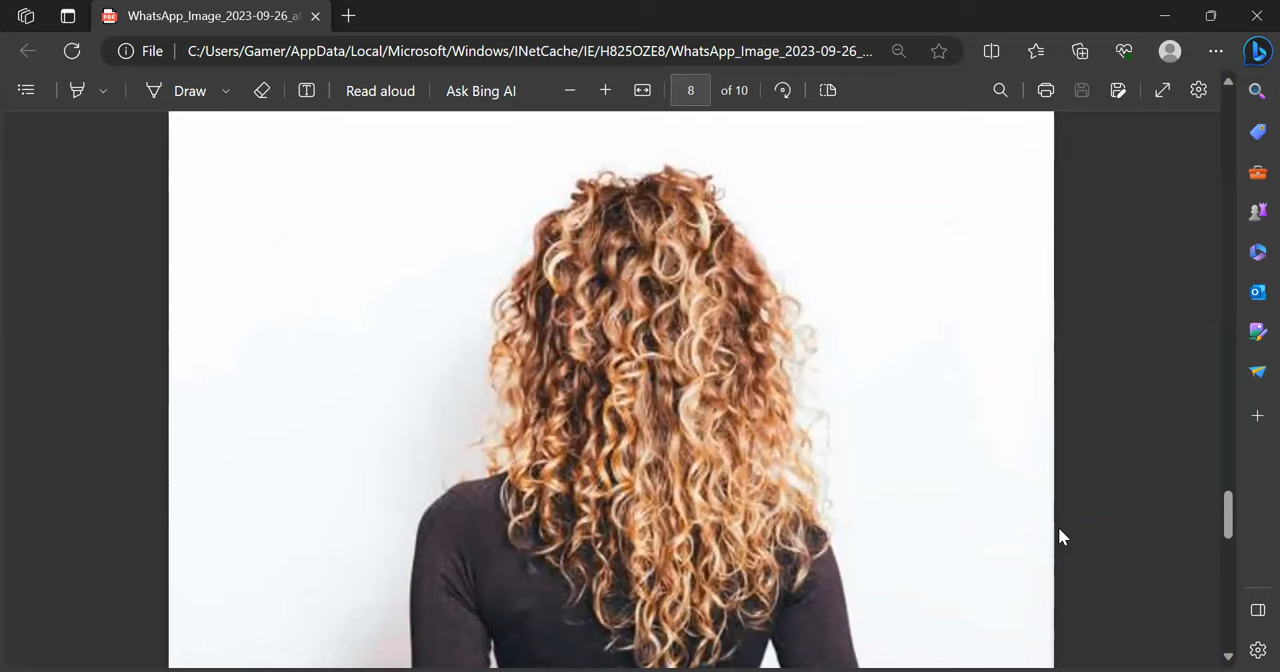 WhatsApp_Image_2023-09-26_a
File
C:/Users/Gamer/AppData/Local/Microsoft/Windows/INetCache/IE/H825OZE8/WhatsApp_Image_2023-09-26_...
Draw
Read aloud
Ask Bing AI
8
of 10